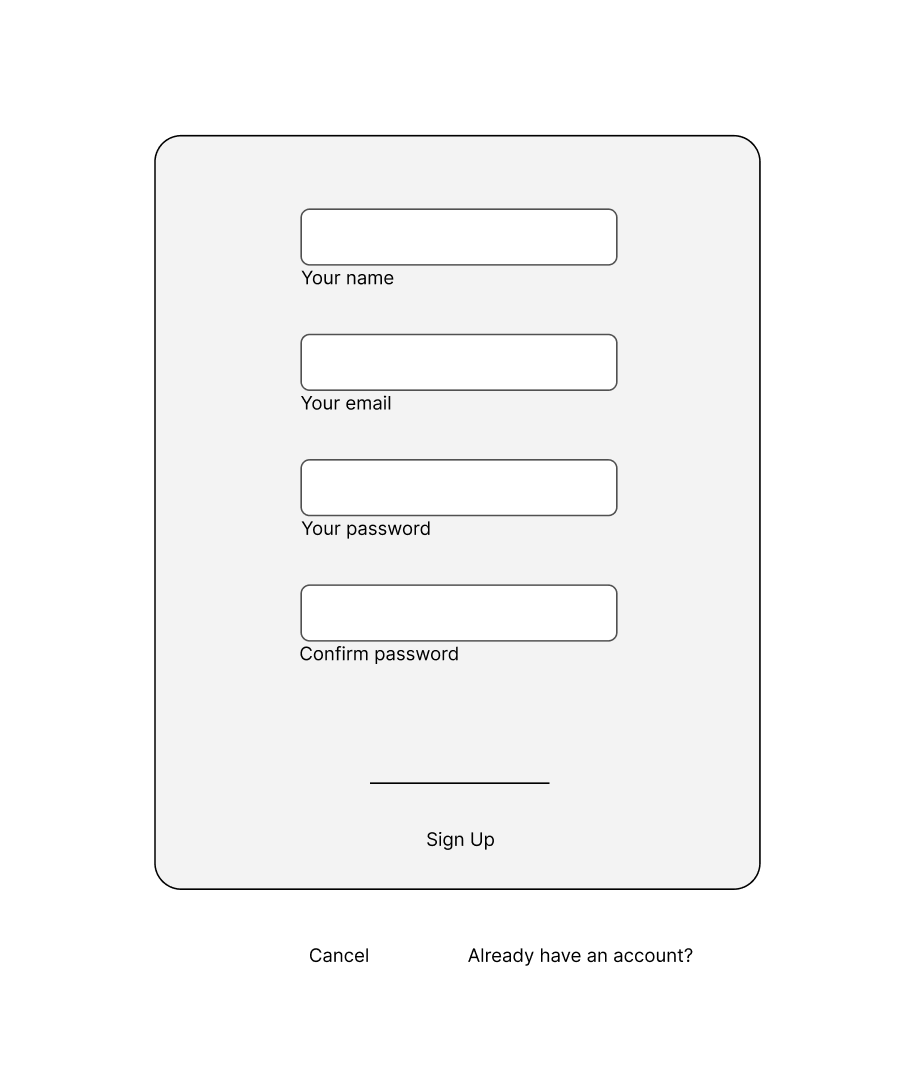 Your name
Your email
Your password
Confirm password
Sign Up
Cancel
Already have an account?